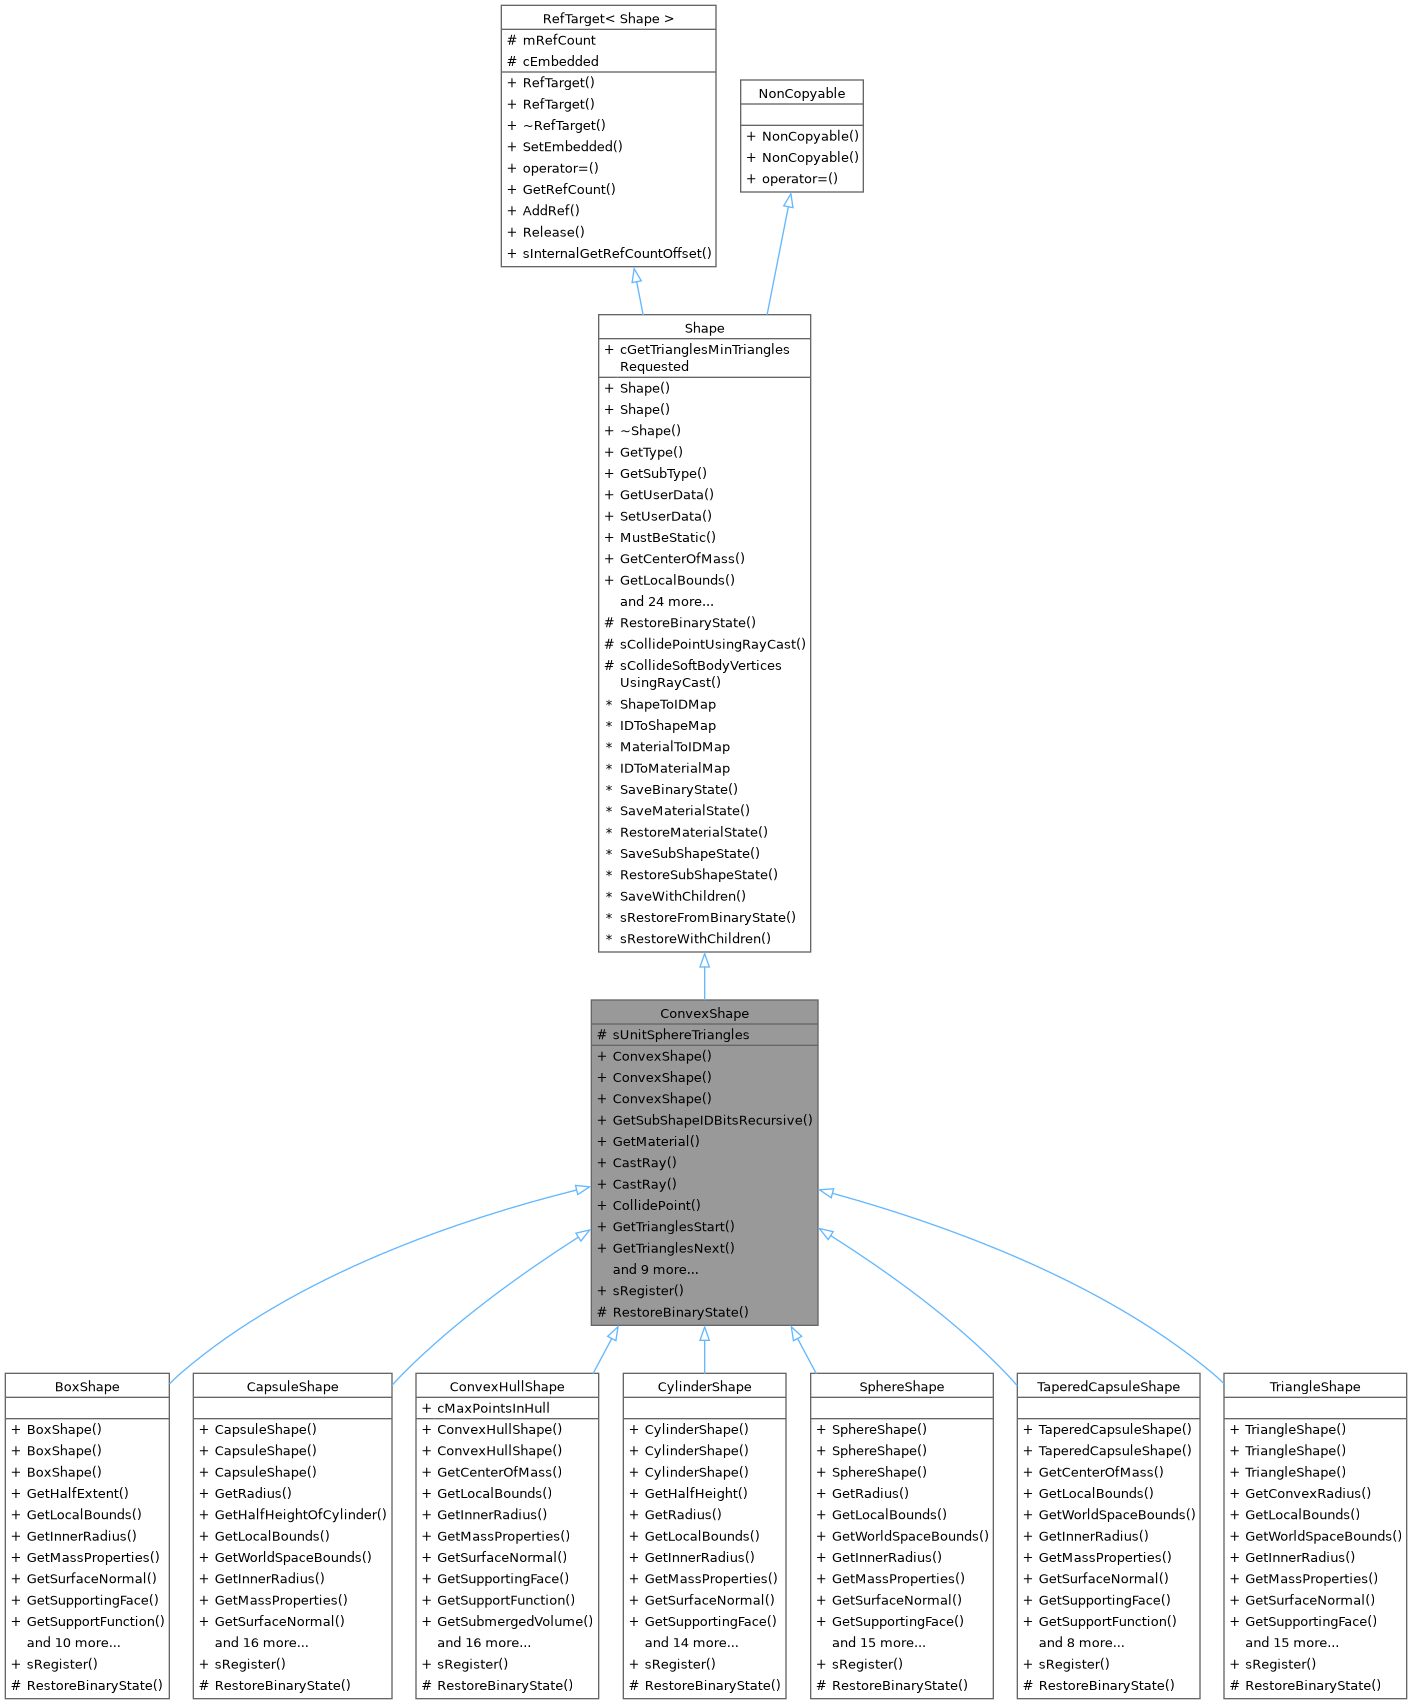 RefTarget< Shape >
# mRefCount
# cEmbedded
+ RefTarget()
+ RefTarget()
+ ~RefTarget()
+ SetEmbedded()
+ operator=()
+ GetRefCount()
+ AddRef()
+ Release()
+ sInternalGetRefCountOffset()
NonCopyable
+ NonCopyable()
+ NonCopyable()
+ operator=()
Shape
+ cGetTrianglesMinTriangles
Requested
+ Shape()
+ Shape()
+ ~Shape()
+ GetType()
+ GetSubType()
+ GetUserData()
+ SetUserData()
+ MustBeStatic()
+ GetCenterOfMass()
+ GetLocalBounds()
and 24 more...
# RestoreBinaryState()
# sCollidePointUsingRayCast()
# sCollideSoftBodyVertices
UsingRayCast()
* ShapeToIDMap
* IDToShapeMap
* MaterialToIDMap
* IDToMaterialMap
* SaveBinaryState()
* SaveMaterialState()
* RestoreMaterialState()
* SaveSubShapeState()
* RestoreSubShapeState()
* SaveWithChildren()
* sRestoreFromBinaryState()
* sRestoreWithChildren()
ConvexShape
# sUnitSphereTriangles
+ ConvexShape()
+ ConvexShape()
+ ConvexShape()
+ GetSubShapeIDBitsRecursive()
+ GetMaterial()
+ CastRay()
+ CastRay()
+ CollidePoint()
+ GetTrianglesStart()
+ GetTrianglesNext()
and 9 more...
+ sRegister()
# RestoreBinaryState()
BoxShape
+ BoxShape()
+ BoxShape()
+ BoxShape()
+ GetHalfExtent()
+ GetLocalBounds()
+ GetInnerRadius()
+ GetMassProperties()
+ GetSurfaceNormal()
+ GetSupportingFace()
+ GetSupportFunction()
and 10 more...
+ sRegister()
# RestoreBinaryState()
CapsuleShape
+ CapsuleShape()
+ CapsuleShape()
+ CapsuleShape()
+ GetRadius()
+ GetHalfHeightOfCylinder()
+ GetLocalBounds()
+ GetWorldSpaceBounds()
+ GetInnerRadius()
+ GetMassProperties()
+ GetSurfaceNormal()
and 16 more...
+ sRegister()
# RestoreBinaryState()
ConvexHullShape
+ cMaxPointsInHull
+ ConvexHullShape()
+ ConvexHullShape()
+ GetCenterOfMass()
+ GetLocalBounds()
+ GetInnerRadius()
+ GetMassProperties()
+ GetSurfaceNormal()
+ GetSupportingFace()
+ GetSupportFunction()
+ GetSubmergedVolume()
and 16 more...
+ sRegister()
# RestoreBinaryState()
CylinderShape
+ CylinderShape()
+ CylinderShape()
+ CylinderShape()
+ GetHalfHeight()
+ GetRadius()
+ GetLocalBounds()
+ GetInnerRadius()
+ GetMassProperties()
+ GetSurfaceNormal()
+ GetSupportingFace()
and 14 more...
+ sRegister()
# RestoreBinaryState()
SphereShape
+ SphereShape()
+ SphereShape()
+ SphereShape()
+ GetRadius()
+ GetLocalBounds()
+ GetWorldSpaceBounds()
+ GetInnerRadius()
+ GetMassProperties()
+ GetSurfaceNormal()
+ GetSupportingFace()
and 15 more...
+ sRegister()
# RestoreBinaryState()
TaperedCapsuleShape
+ TaperedCapsuleShape()
+ TaperedCapsuleShape()
+ GetCenterOfMass()
+ GetLocalBounds()
+ GetWorldSpaceBounds()
+ GetInnerRadius()
+ GetMassProperties()
+ GetSurfaceNormal()
+ GetSupportingFace()
+ GetSupportFunction()
and 8 more...
+ sRegister()
# RestoreBinaryState()
TriangleShape
+ TriangleShape()
+ TriangleShape()
+ TriangleShape()
+ GetConvexRadius()
+ GetLocalBounds()
+ GetWorldSpaceBounds()
+ GetInnerRadius()
+ GetMassProperties()
+ GetSurfaceNormal()
+ GetSupportingFace()
and 15 more...
+ sRegister()
# RestoreBinaryState()